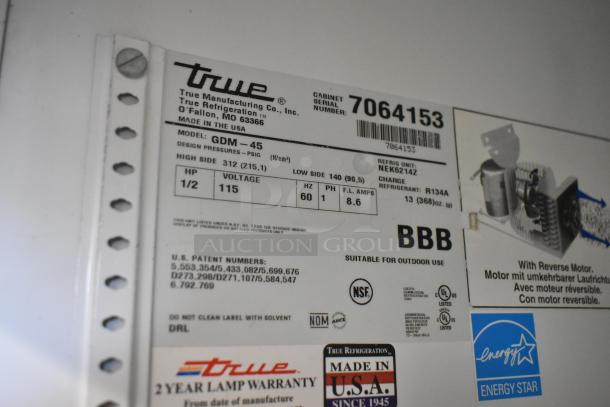 true®
True Manufacturing Co., Inc.
True Refrigeration
O'Fallon, MO 63366
MADE IN THE USA
CABINET SERIAL NUMBER: 7064153
7064153
MODEL: GDM-45
DESIGN PRESSURES-PSIG
HIGH SIDE 312 (215,1)
LOW SIDE 140 (96,5)
REFRIG UNIT: NEK6214Z
CHARGE
REFRIGERANT: R134A
13 (368)oz. (g)
HP VOLTAGE HZ PH F.L. AMPS
1/2 115 60 1 8.6
AUCTION GROUP
BBB
SUITABLE FOR OUTDOOR USE
U.S. PATENT NUMBERS:
5,553,354/5,433,082/5,699,676
D273,298/D271,107/5,584,547
6,792,769
NSF
UL
DO NOT CLEAN LABEL WITH SOLVENT
DRL
NOM ANCE
With Reverse Motor.
Motor mit umkehrbarer Laufricht
Avec moteur réversible.
Con motor reversible.
energy
ENERGY STAR
true
2 YEAR LAMP WARRANTY
From date of manufacture
TRUE REFRIGERATION
MADE IN
U.S.A.
SINCE 1945